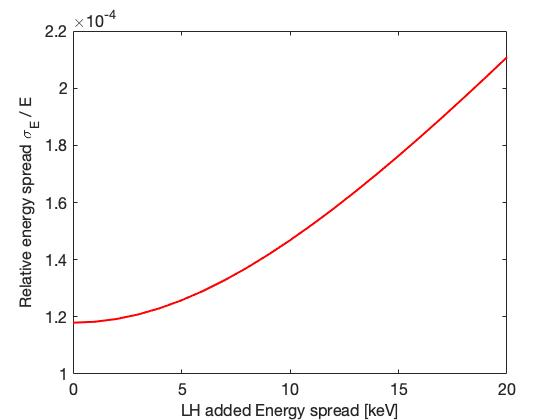 ×10⁻⁴
2.2
2
1.8
1.6
1.4
1.2
1
Relative energy spread σ_E / E
0 5 10 15 20
LH added Energy spread [keV]